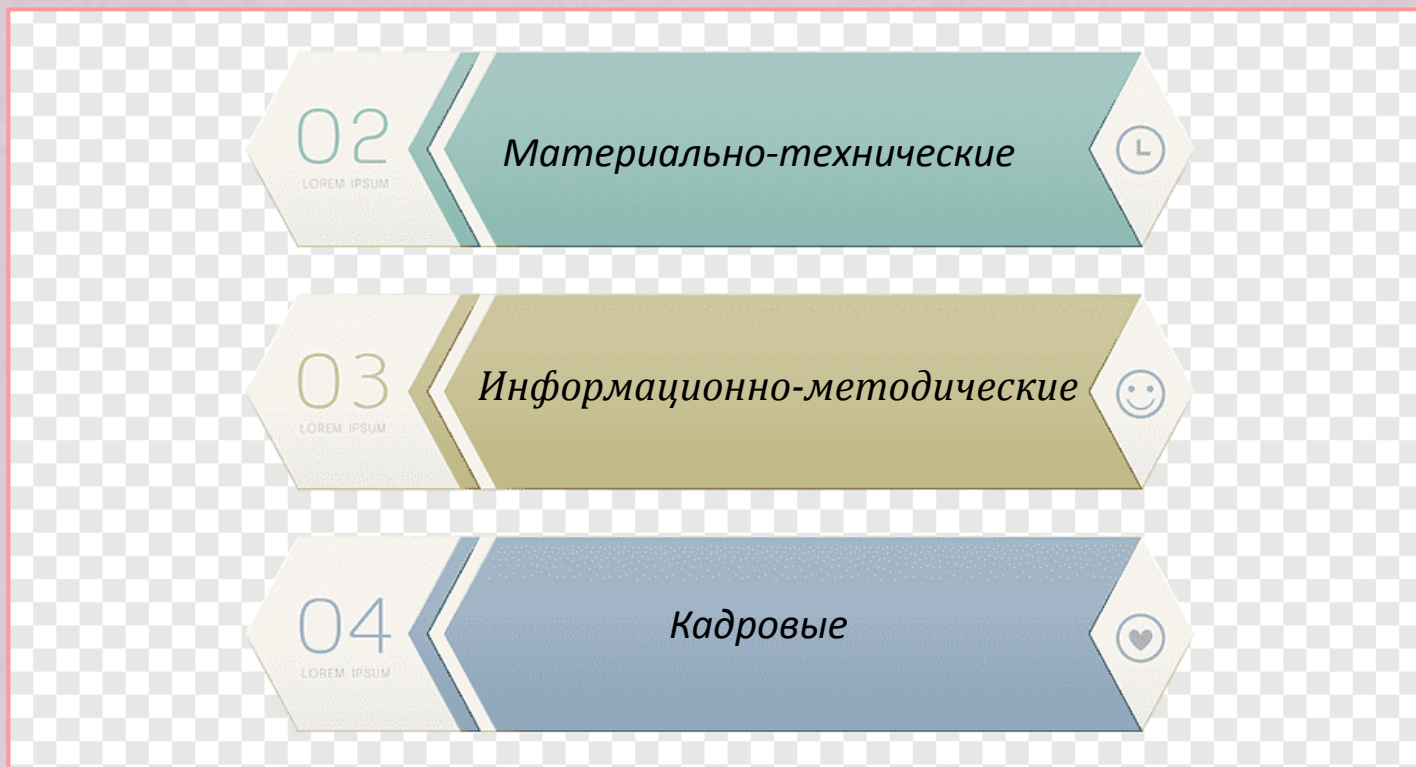 02
LOREM IPSUM
Материально-технические
03
LOREM IPSUM
Информационно-методические
04
LOREM IPSUM
Кадровые